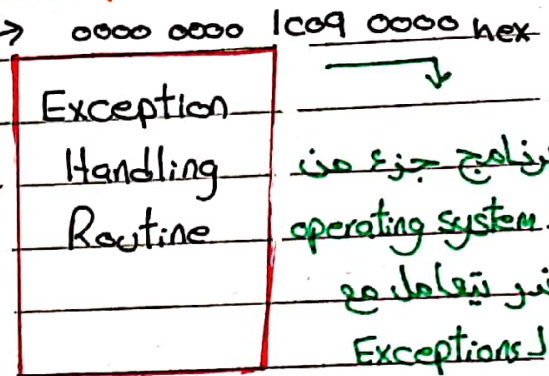 → 0000 0000 1c09 0000 hex
Exception
Handling
Routine
برنامج جزء من
operating system.
تتعامل مع
الـ Exceptions